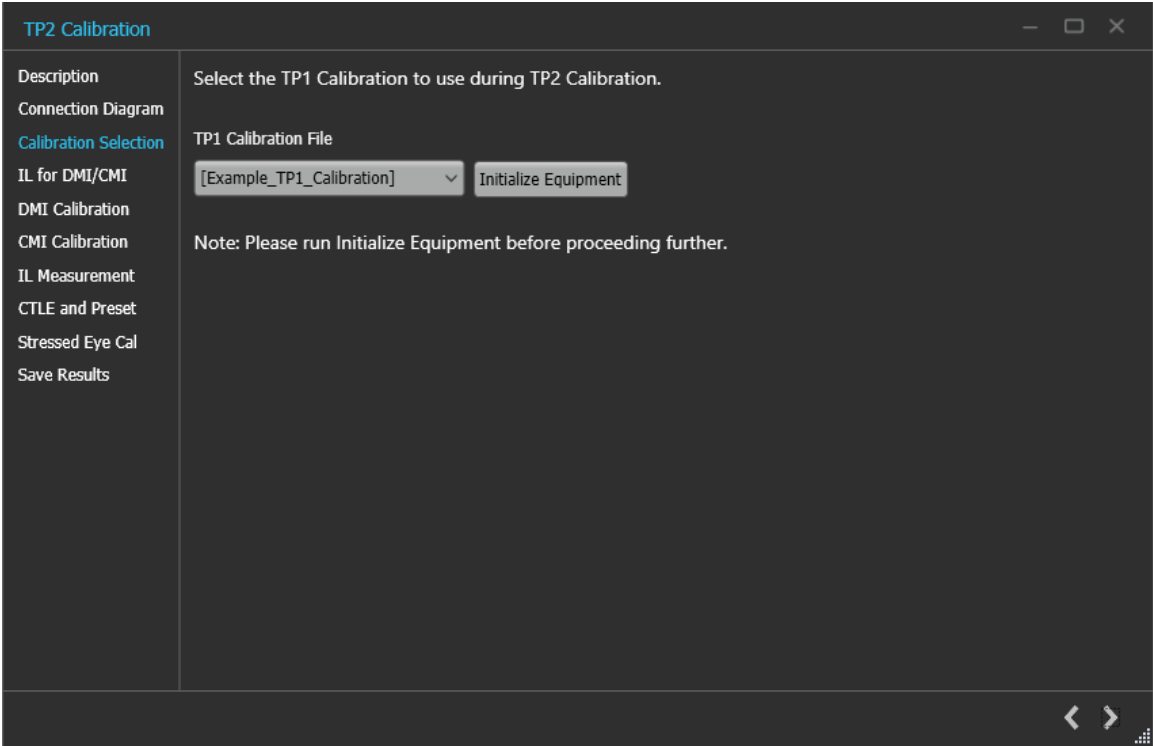 TP2 Calibration
Description
Connection Diagram
Calibration Selection
IL for DMI/CMI
DMI Calibration
CMI Calibration
IL Measurement
CTLE and Preset
Stressed Eye Cal
Save Results
Select the TP1 Calibration to use during TP2 Calibration.
TP1 Calibration File
[Example_TP1_Calibration] Initialize Equipment
Note: Please run Initialize Equipment before proceeding further.